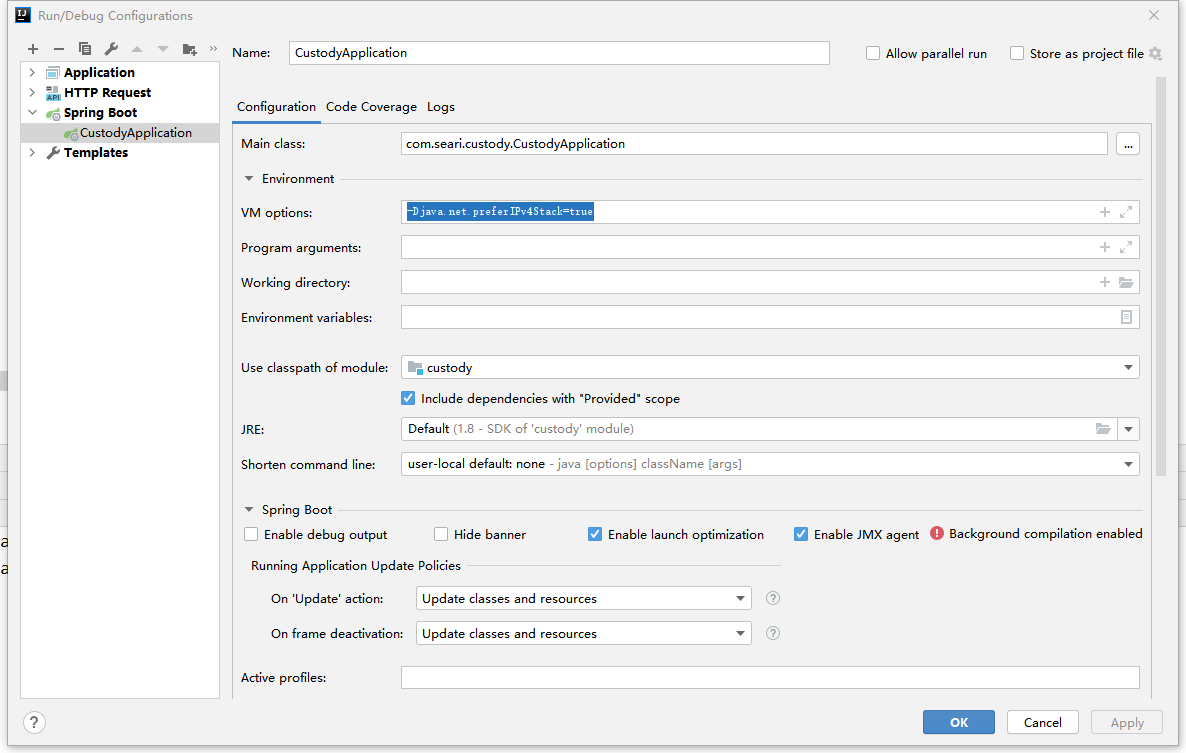 Run/Debug Configurations
Name: CustodyApplication
Allow parallel run
Store as project file
Application
HTTP Request
Spring Boot
CustodyApplication
Templates
Configuration Code Coverage Logs
Main class: com.seari.custody.CustodyApplication ...
Environment
VM options: -Djava.net.preferIPv4Stack=true
Program arguments:
Working directory:
Environment variables:
Use classpath of module: custody
Include dependencies with "Provided" scope
JRE: Default (1.8 - SDK of 'custody' module)
Shorten command line: user-local default: none - java [options] className [args]
Spring Boot
Enable debug output Hide banner Enable launch optimization Enable JMX agent Background compilation enabled
Running Application Update Policies
On 'Update' action: Update classes and resources ?
On frame deactivation: Update classes and resources ?
Active profiles:
? OK Cancel Apply